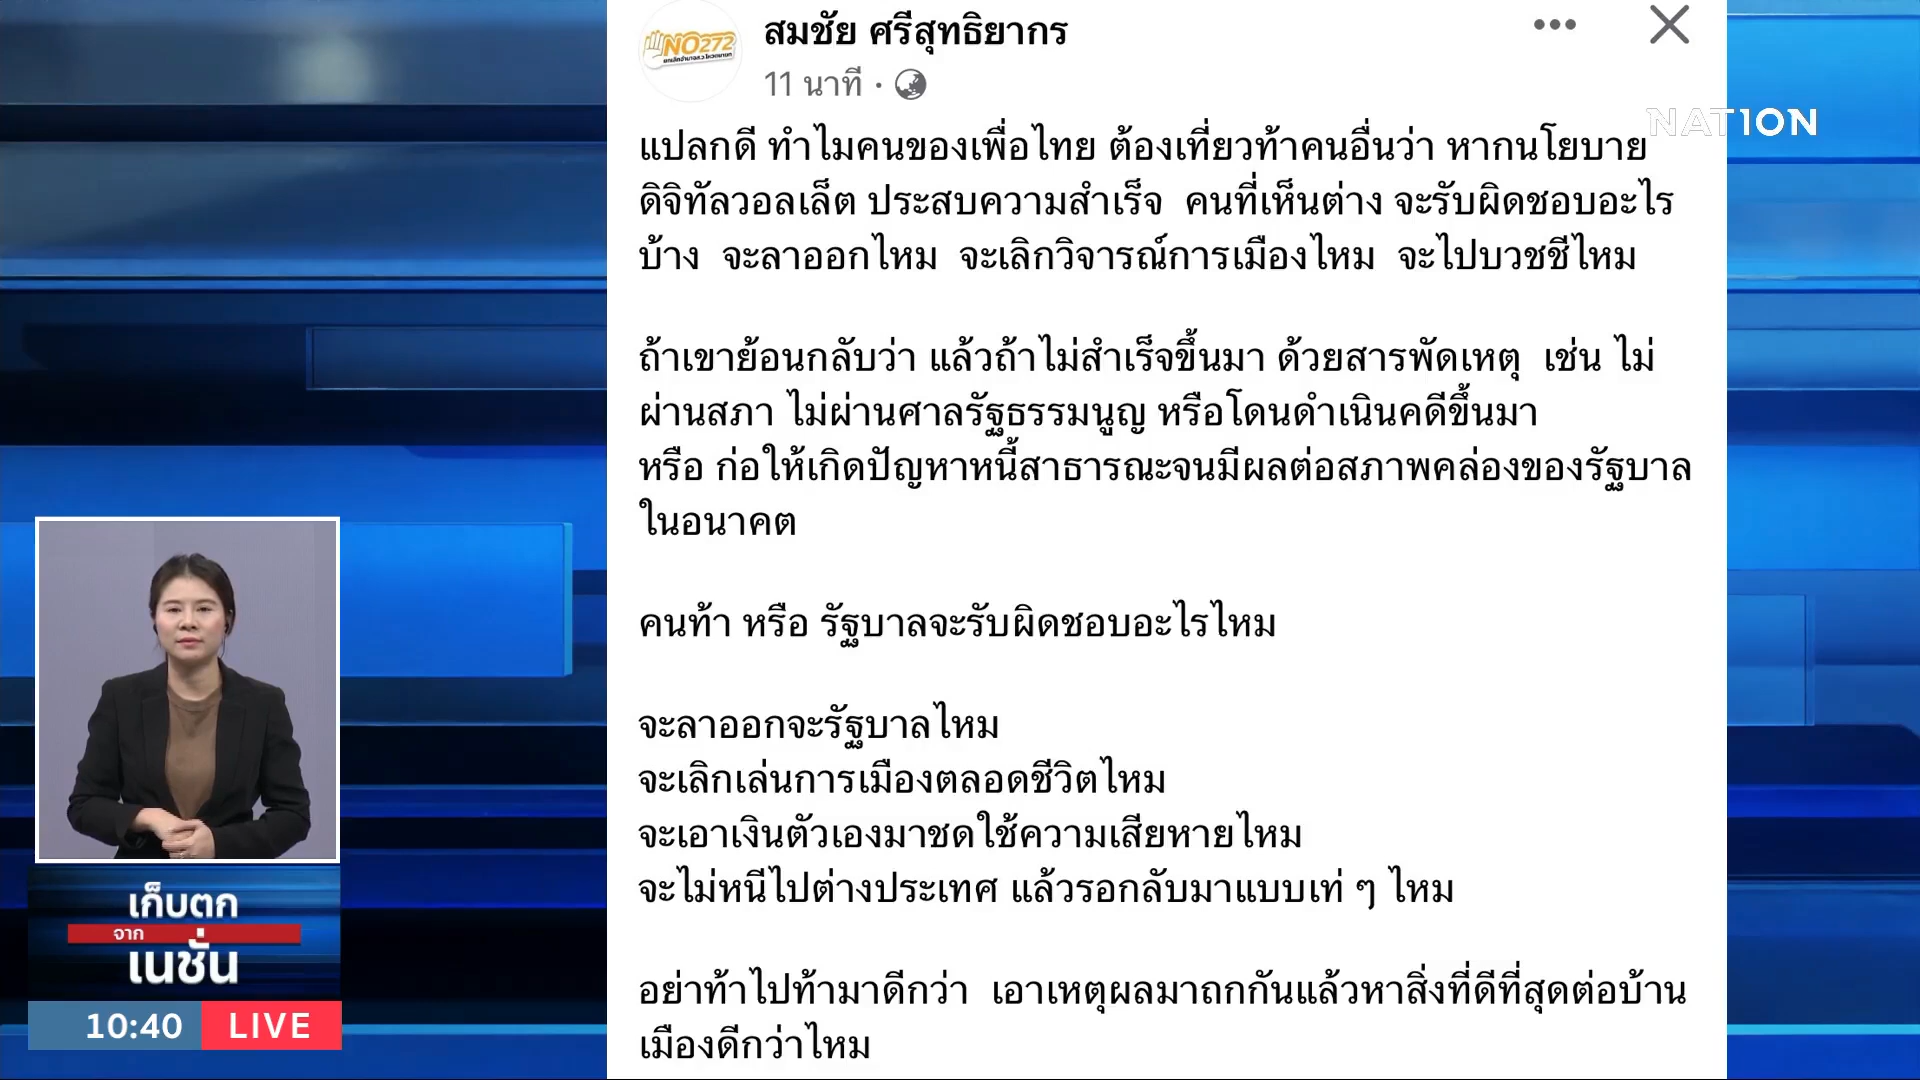 NO272
สมชัย ศรีสุทธิยากร
11 นาที ·
NATION
แปลกดี ทำไมคนของเพื่อไทย ต้องเที่ยวท้าคนอื่นว่า หากนโยบาย
ดิจิทัลวอลเล็ต ประสบความสำเร็จ คนที่เห็นต่าง จะรับผิดชอบอะไร
บ้าง จะลาออกไหม จะเลิกวิจารณ์การเมืองไหม จะไปบวชชีไหม
ถ้าเขาย้อนกลับว่า แล้วถ้าไม่สำเร็จขึ้นมา ด้วยสารพัดเหตุ เช่น ไม่
ผ่านสภา ไม่ผ่านศาลรัฐธรรมนูญ หรือโดนดำเนินคดีขึ้นมา
หรือ ก่อให้เกิดปัญหาหนี้สาธารณะจนมีผลต่อสภาพคล่องของรัฐบาล
ในอนาคต
คนท้า หรือ รัฐบาลจะรับผิดชอบอะไรไหม
จะลาออกจะรัฐบาลไหม
จะเลิกเล่นการเมืองตลอดชีวิตไหม
จะเอาเงินตัวเองมาชดใช้ความเสียหายไหม
จะไม่หนีไปต่างประเทศ แล้วรอกลับมาแบบเท่ ๆ ไหม
อย่าท้าไปท้ามาดีกว่า เอาเหตุผลมาถกกันแล้วหาสิ่งที่ดีที่สุดต่อบ้าน
เมืองดีกว่าไหม
เก็บตก
จาก
เนชั่น
10:40 LIVE